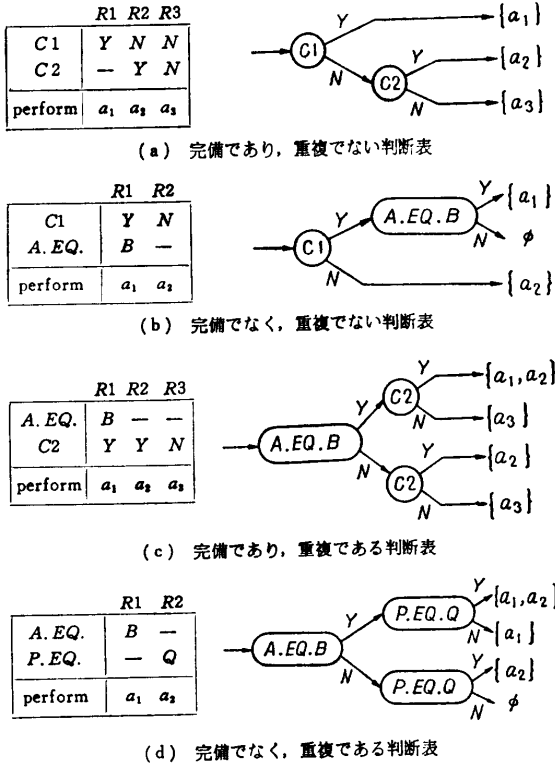 R1 R2 R3
C1 Y N N
C2 — Y N
perform a₁ a₂ a₃
C1
Y
N
C2
Y
N
{a₁}
{a₂}
{a₃}
(a) 完備であり,重複でない判断表
R1 R2
C1 Y N
A.EQ. B —
perform a₁ a₂
C1
Y
N
A.EQ.B
Y
N
{a₁}
φ
{a₂}
(b) 完備でなく,重複でない判断表
R1 R2 R3
A.EQ. B — —
C2 Y Y N
perform a₁ a₂ a₃
A.EQ.B
Y
N
C2
Y
N
C2
Y
N
{a₁,a₂}
{a₃}
{a₂}
{a₃}
(c) 完備であり,重複である判断表
R1 R2
A.EQ. B —
P.EQ. — Q
perform a₁ a₂
A.EQ.B
Y
N
P.EQ.Q
Y
N
P.EQ.Q
Y
N
{a₁,a₂}
{a₁}
{a₂}
φ
(d) 完備でなく,重複である判断表